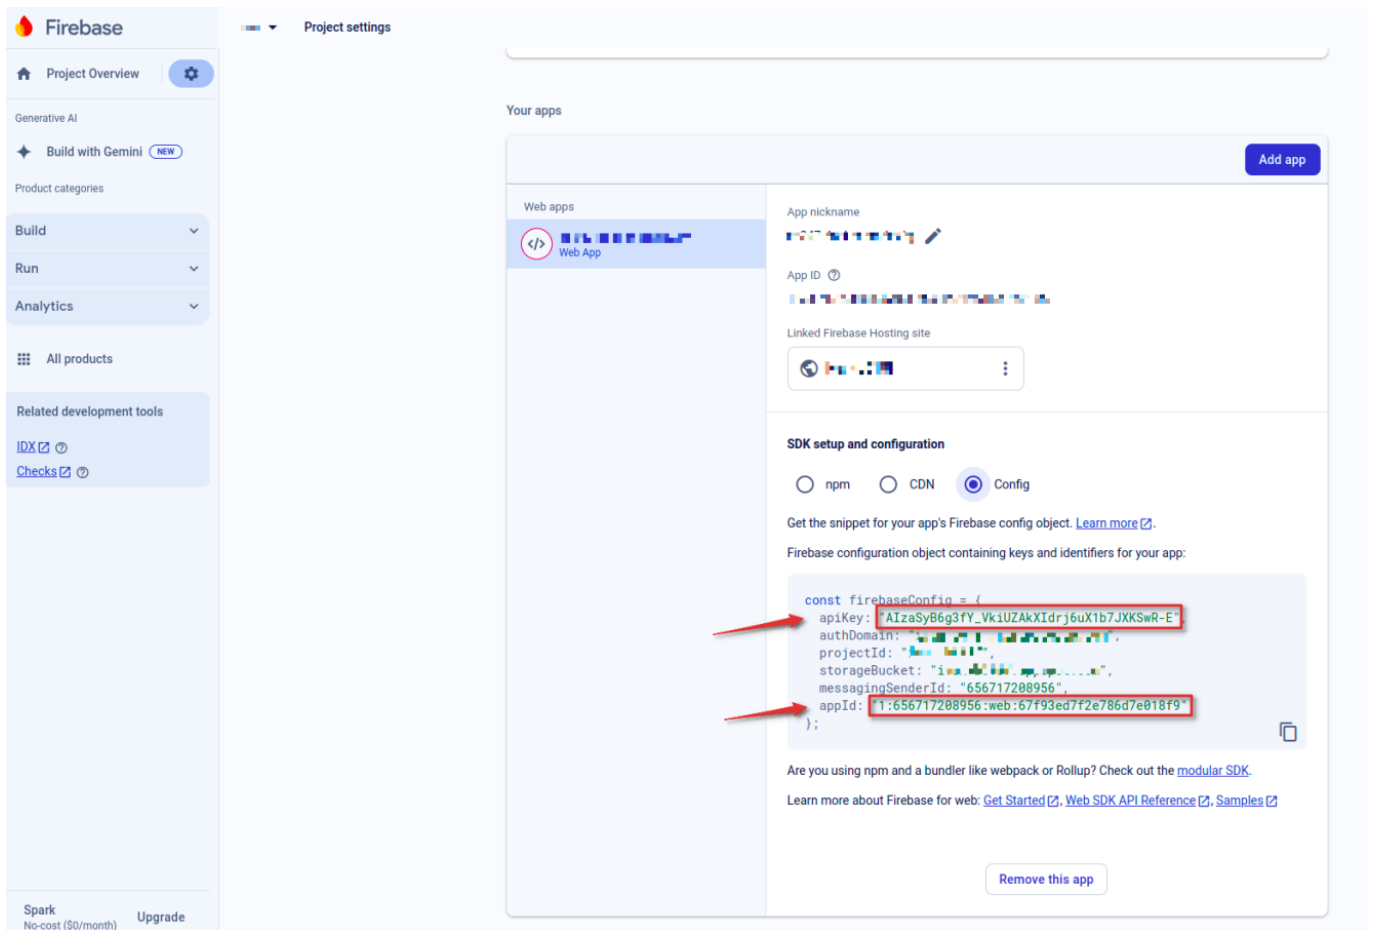 Firebase
Project settings
Project Overview
Generative AI
Build with Gemini NEW
Product categories
Build
Run
Analytics
All products
Related development tools
IDX
Checks
Spark
No-cost ($0/month)
Upgrade
Your apps
Add app
Web apps
Web App
App nickname
App ID
Linked Firebase Hosting site
SDK setup and configuration
npm CDN Config
Get the snippet for your app's Firebase config object. Learn more.
Firebase configuration object containing keys and identifiers for your app:
const firebaseConfig = {
apiKey: "AIzaSyB6g3fY_VkiUZAkXIdrj6uX1b7JXKSwR-E",
authDomain: "
projectId: "
storageBucket: "
messagingSenderId: "656717208956",
appId: "1:656717208956:web:67f93ed7f2e786d7e018f9"
};
Are you using npm and a bundler like webpack or Rollup? Check out the modular SDK.
Learn more about Firebase for web: Get Started, Web SDK API Reference, Samples
Remove this app